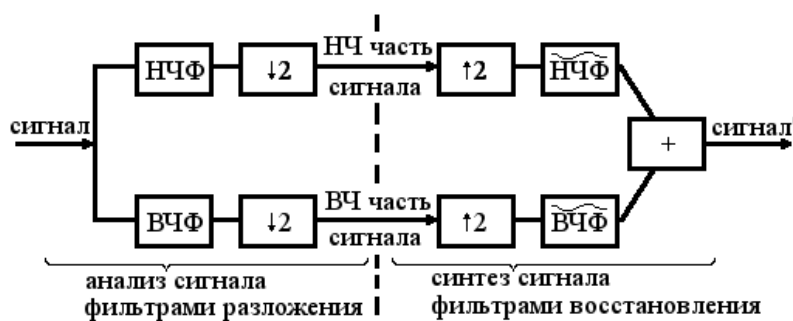 НЧФ
↓2
НЧ часть
сигнала
↑2
НЧФ
сигнал
+
сигнал'
ВЧФ
↓2
ВЧ часть
сигнала
↑2
ВЧФ
анализ сигнала
фильтрами разложения
синтез сигнала
фильтрами восстановления